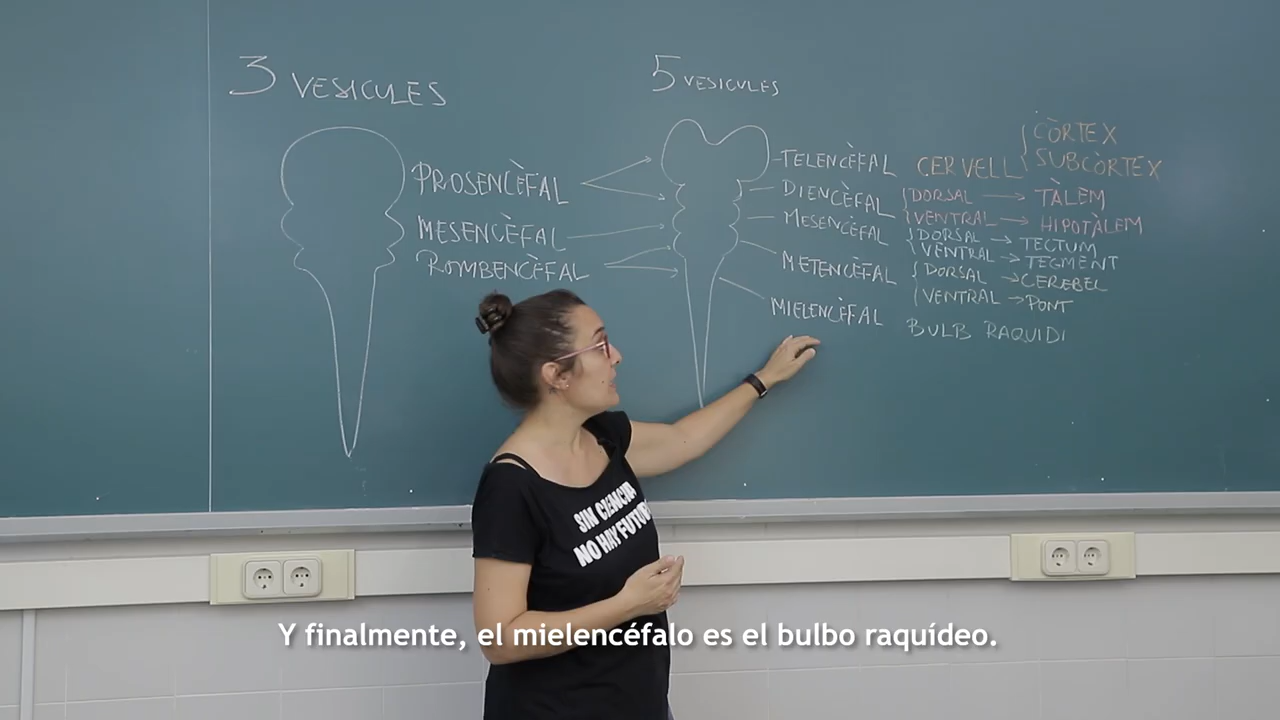 3 VESICULES
PROSENCÈFAL
MESENCÈFAL
ROMBENCÈFAL
5 VESICULES
TELENCÈFAL CERVELL { CÒRTEX
SUBCÒRTEX
DIENCÈFAL { DORSAL → TÀLEM
VENTRAL → HIPOTÀLEM
MESENCÈFAL { DORSAL → TECTUM
VENTRAL → TEGMENT
METENCÈFAL { DORSAL → CEREBEL
VENTRAL → PONT
MIELENCÈFAL BULB RAQUIDI
SIN CIENCIA
NO HAY FUTURO
Y finalmente, el mielencéfalo es el bulbo raquídeo.